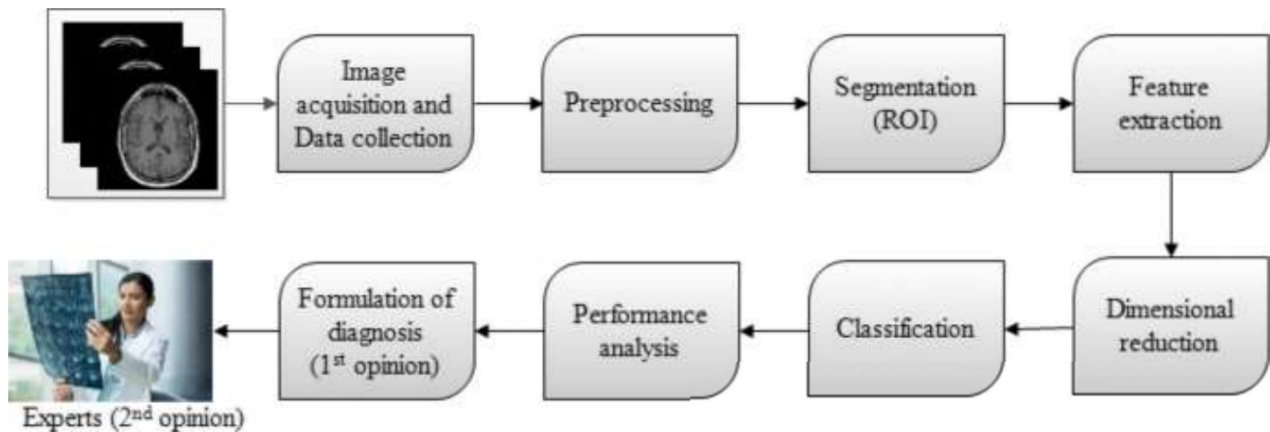 Image
acquisition and
Data collection
Preprocessing
Segmentation
(ROI)
Feature
extraction
Dimensional
reduction
Classification
Performance
analysis
Formulation of
diagnosis
(1st opinion)
Experts (2nd opinion)